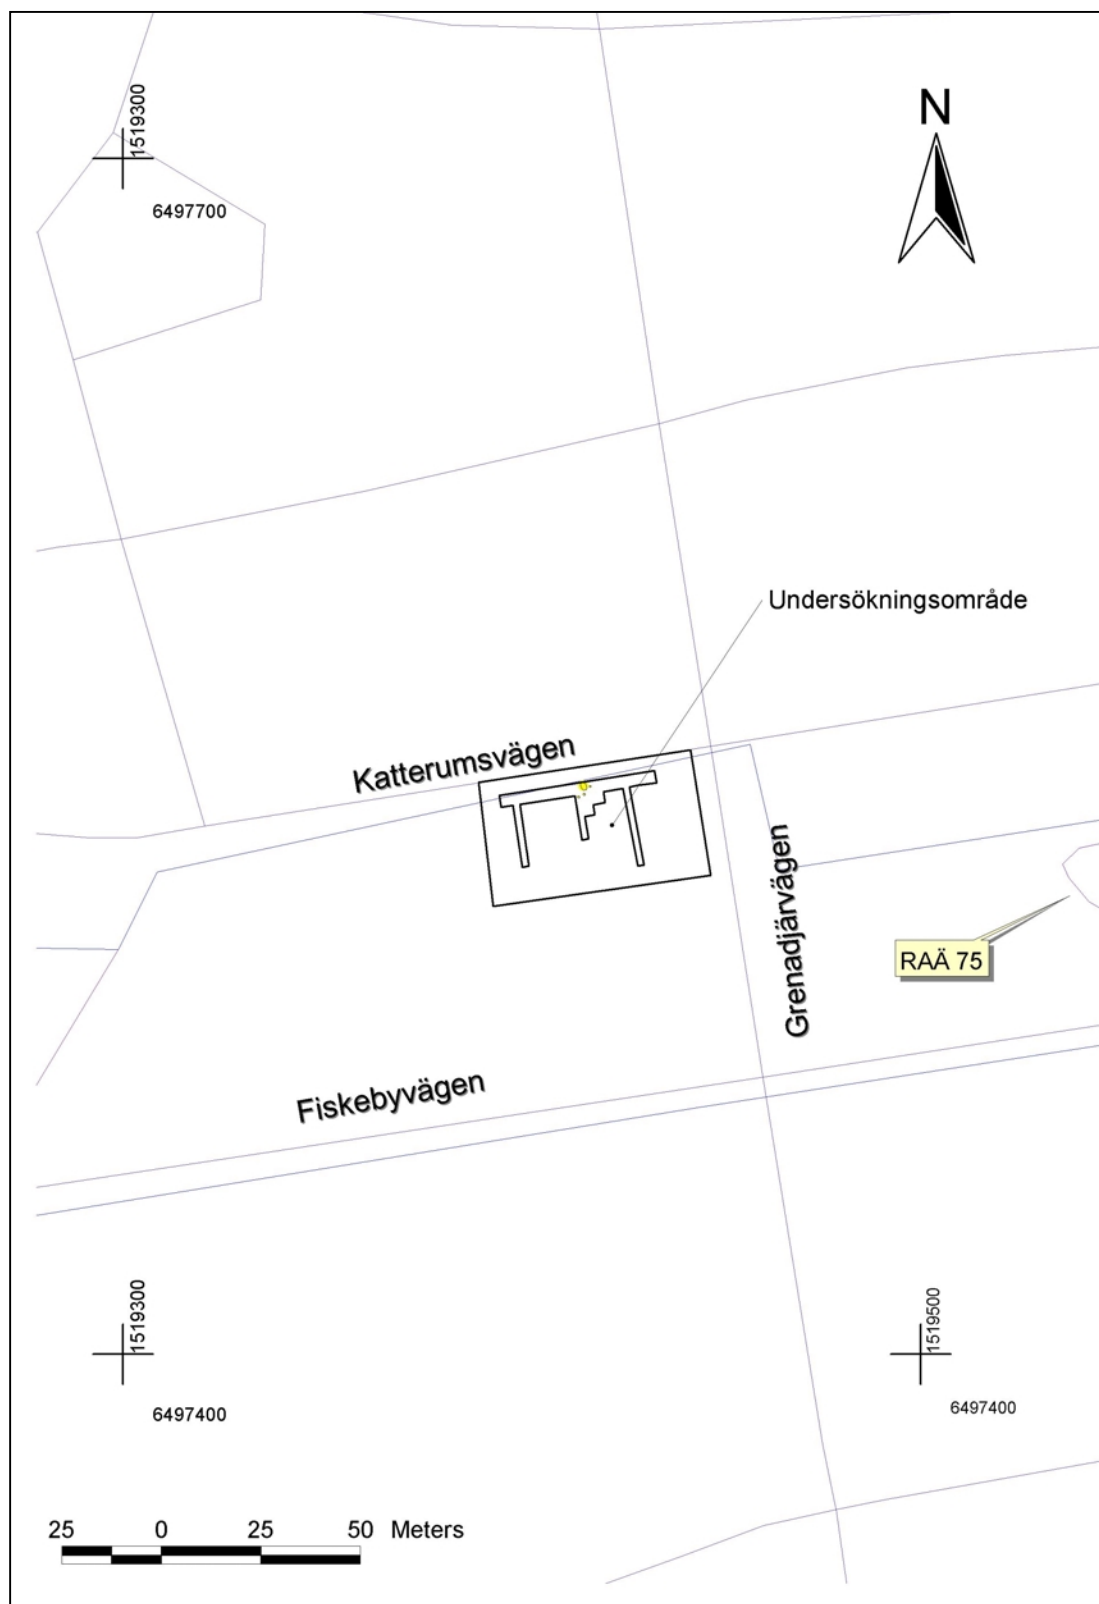 N
1519300
6497700
Undersökningsområde
Katterumsvägen
Grenadjärvägen
RAÄ 75
Fiskebyvägen
1519300
6497400
1519500
6497400
25 0 25 50 Meters